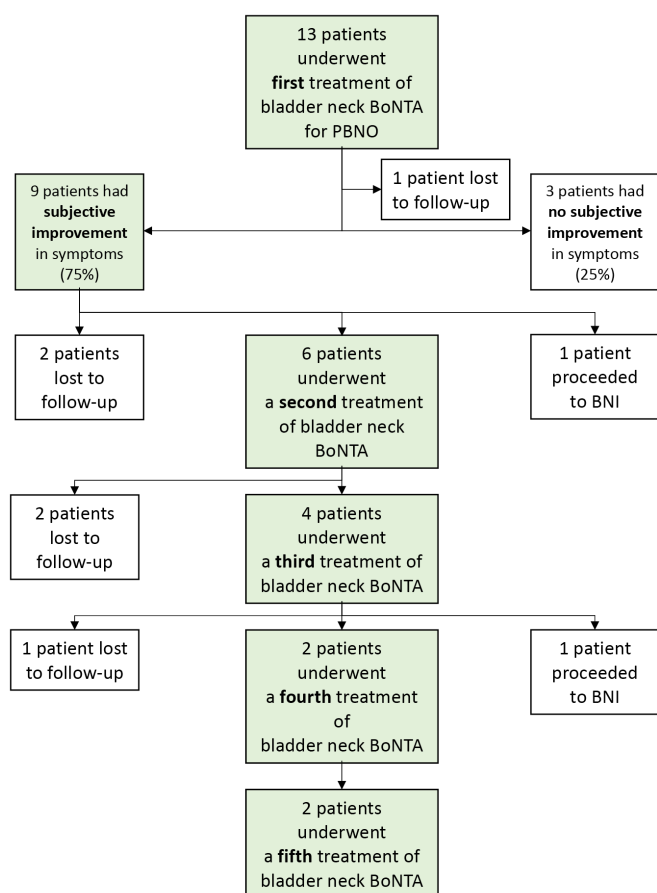 13 patients
underwent
first treatment of
bladder neck BoNTA
for PBNO
1 patient lost
to follow-up
9 patients had
subjective
improvement
in symptoms
(75%)
3 patients had
no subjective
improvement
in symptoms
(25%)
2 patients
lost to
follow-up
6 patients
underwent
a second treatment
of bladder neck
BoNTA
1 patient
proceeded
to BNI
2 patients
lost to
follow-up
4 patients
underwent
a third treatment of
bladder neck BoNTA
1 patient lost
to follow-up
2 patients
underwent
a fourth treatment
of
bladder neck BoNTA
1 patient
proceeded
to BNI
2 patients
underwent
a fifth treatment of
bladder neck BoNTA